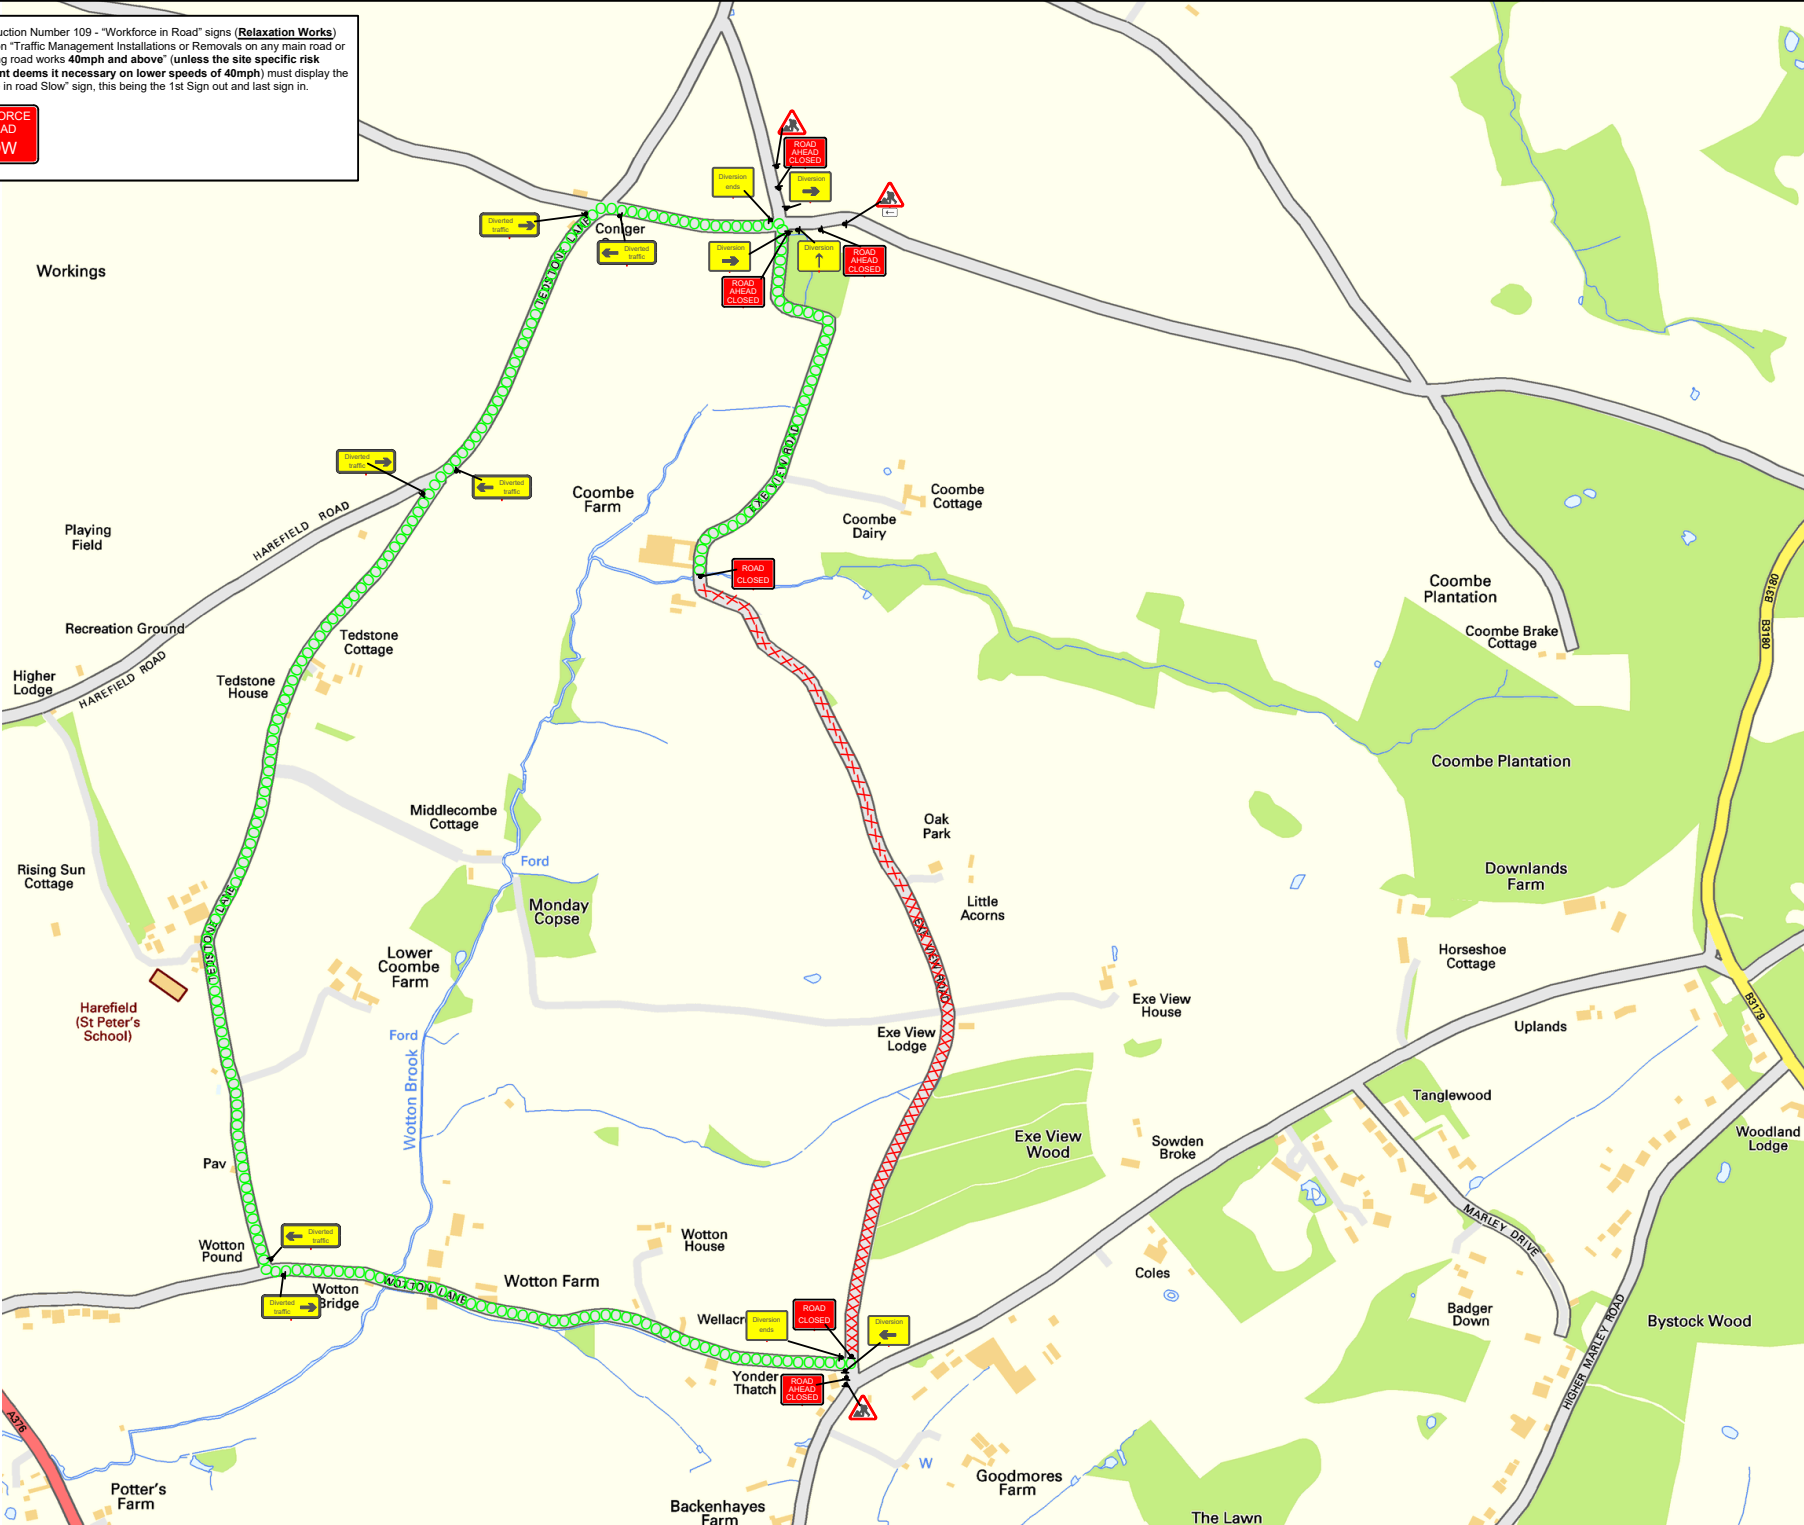 uction Number 109 - “Workforce in Road” signs (Relaxation Works)
n “Traffic Management Installations or Removals on any main road or
g road works 40mph and above” (unless the site specific risk
nt deems it necessary on lower speeds of 40mph) must display the
in road Slow” sign, this being the 1st Sign out and last sign in.
ORCE
AD
OW
ROAD
AHEAD
CLOSED
Diversion
ends
Diversion
Diverted
traffic
Coniger
Diverted
traffic
Diversion
Diversion
ROAD
AHEAD
CLOSED
ROAD
AHEAD
CLOSED
Workings
TEDSTONE LANE
Diverted
traffic
Diverted
traffic
EXE VIEW ROAD
Coombe
Farm
Coombe
Cottage
Coombe
Dairy
HAREFIELD ROAD
Playing
Field
ROAD
CLOSED
Coombe
Plantation
B3180
B3180
Coombe Brake
Cottage
Recreation Ground
Tedstone
Cottage
HAREFIELD ROAD
Higher
Lodge
Tedstone
House
Coombe Plantation
Middlecombe
Cottage
Oak
Park
Ford
Rising Sun
Cottage
Downlands
Farm
Monday
Copse
Little
Acorns
TEDSTONE LANE
EXE VIEW ROAD
Lower
Coombe
Farm
Horseshoe
Cottage
Harefield
(St Peter’s
School)
Exe View
House
B3179
Uplands
Ford
Exe View
Lodge
Wotton Brook
Tanglewood
Exe View
Wood
Sowden
Broke
Woodland
Lodge
Pav
Diverted
traffic
Wotton
Pound
Wotton
House
MARLEY DRIVE
Coles
Wotton Farm
WOTTON LANE
Wotton
Bridge
Diverted
traffic
Badger
Down
Bystock Wood
HIGHER MARLEY ROAD
Wellacr
Diversion
ends
ROAD
CLOSED
Diversion
Yonder
Thatch
ROAD
AHEAD
CLOSED
A376
W
Potter’s
Farm
Goodmores
Farm
Backenhayes
Farm
The Lawn